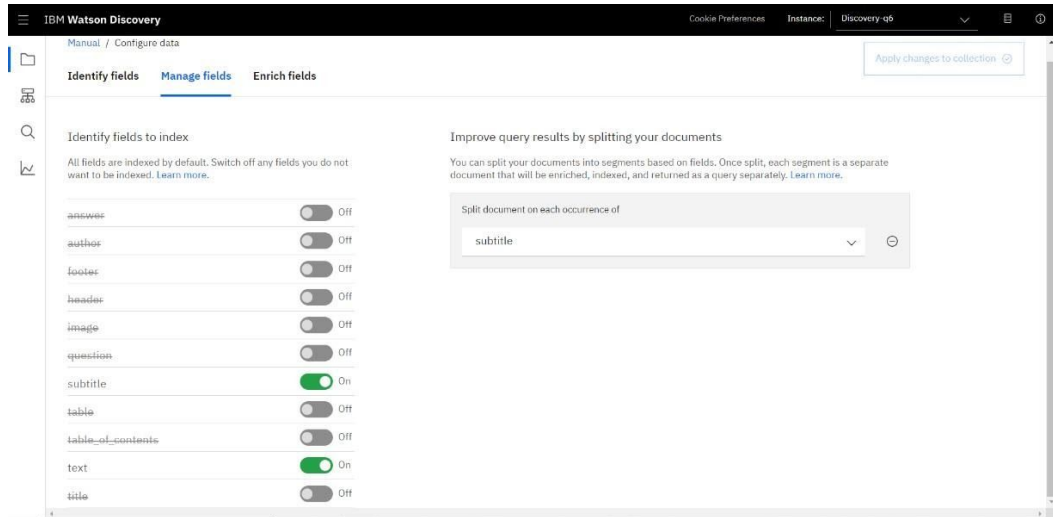 IBM Watson Discovery
Cookie Preferences
Instance:
Discovery-q6
Manual / Configure data
Apply changes to collection
Identify fields
Manage fields
Enrich fields
Identify fields to index
All fields are indexed by default. Switch off any fields you do not
want to be indexed. Learn more.
answer Off
author Off
footer Off
header Off
image Off
question Off
subtitle On
table Off
table_of_contents Off
text On
title Off
Improve query results by splitting your documents
You can split your documents into segments based on fields. Once split, each segment is a separate
document that will be enriched, indexed, and returned as a query separately. Learn more.
Split document on each occurrence of
subtitle